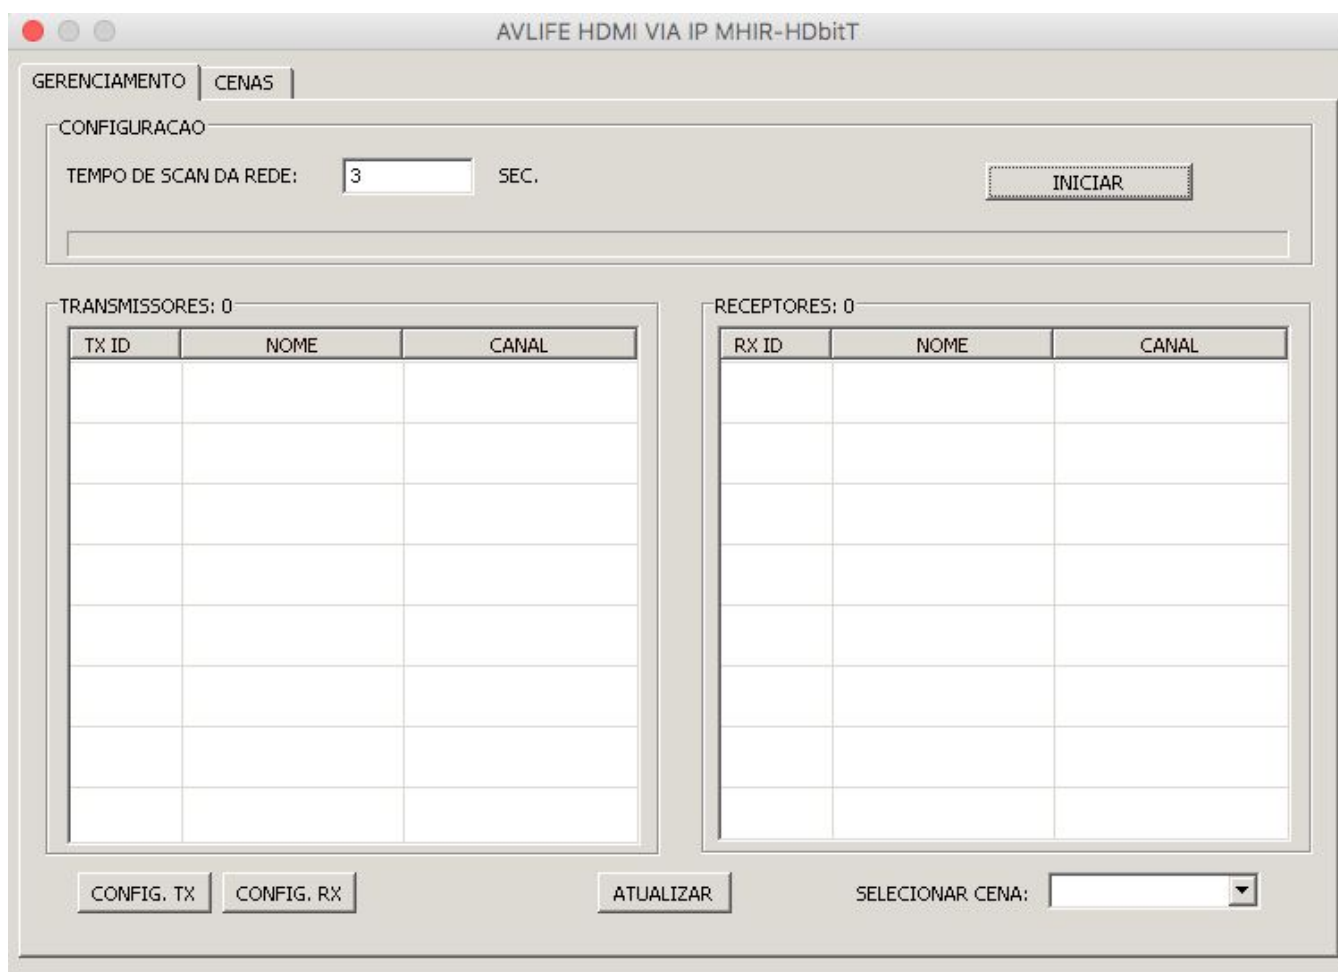 AVLIFE HDMI VIA IP MHIR-HDbitT
GERENCIAMENTO CENAS
CONFIGURACAO
TEMPO DE SCAN DA REDE: 3 SEC. INICIAR
TRANSMISSORES: 0 RECEPTORES: 0
TX ID NOME CANAL RX ID NOME CANAL
CONFIG. TX CONFIG. RX ATUALIZAR SELECIONAR CENA: